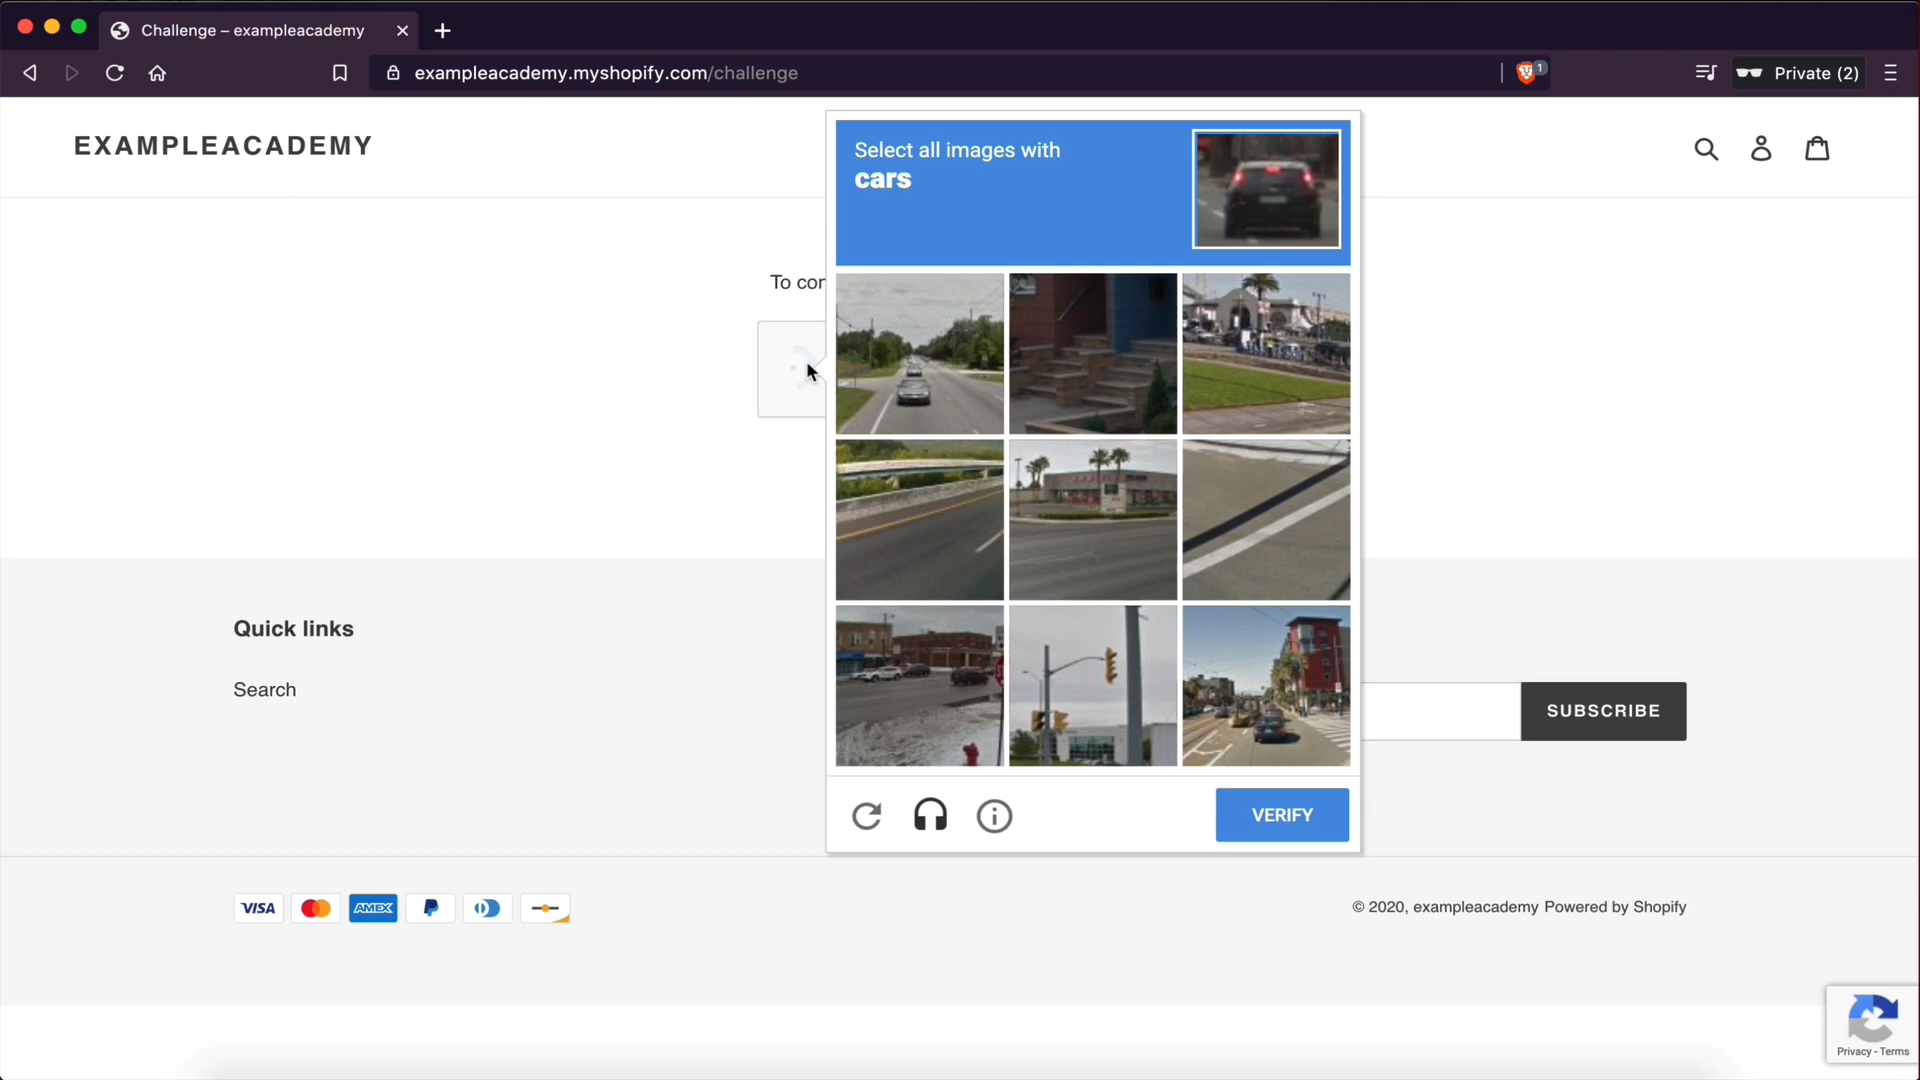 Challenge – exampleacademy
exampleacademy.myshopify.com/challenge
1
Private (2)
EXAMPLEACADEMY
Select all images with
cars
To cor
Quick links
Search
SUBSCRIBE
VERIFY
VISA
AMEX
© 2020, exampleacademy Powered by Shopify
Privacy - Terms